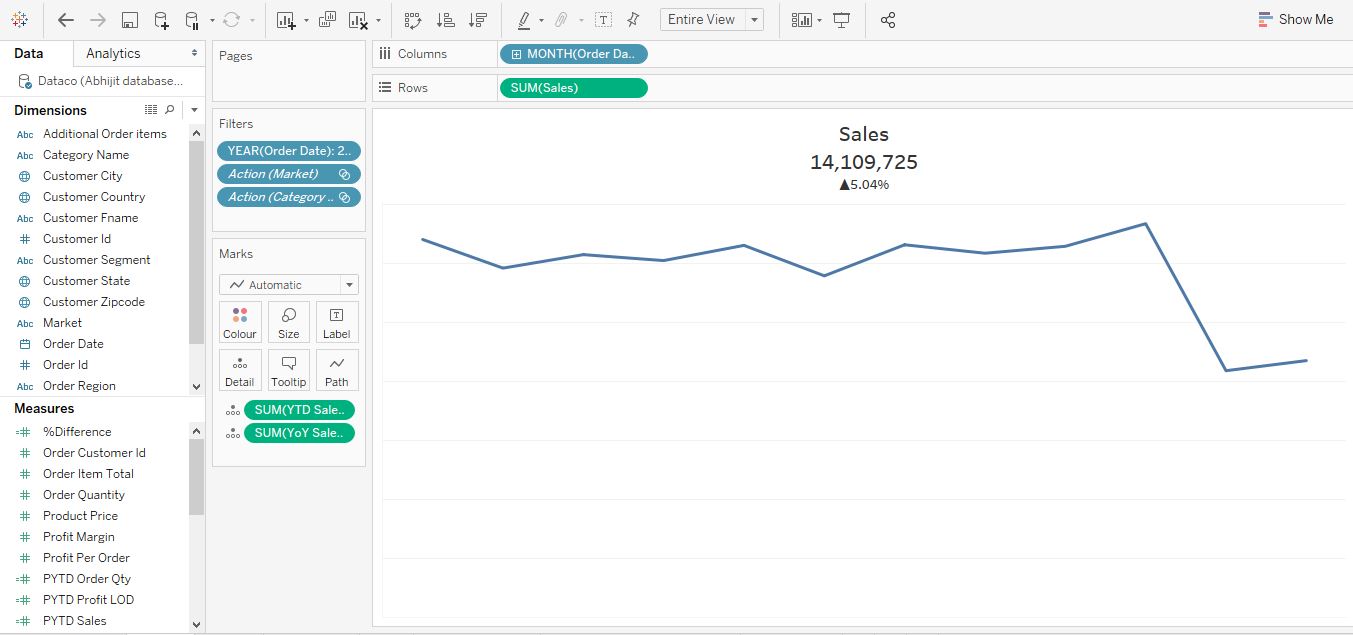 Entire View
Show Me
Data
Analytics
Dataco (Abhijit database...
Dimensions
Abc Additional Order items
Abc Category Name
Customer City
Customer Country
Abc Customer Fname
# Customer Id
Abc Customer Segment
Customer State
Customer Zipcode
Abc Market
Order Date
# Order Id
Abc Order Region
Measures
=# %Difference
# Order Customer Id
# Order Item Total
# Order Quantity
# Product Price
# Profit Margin
# Profit Per Order
=# PYTD Order Qty
=# PYTD Profit LOD
=# PYTD Sales
Pages
Filters
YEAR(Order Date): 2..
Action (Market)
Action (Category ..
Marks
Automatic
Colour
Size
T
Label
Detail
Tooltip
Path
SUM(YTD Sale..
SUM(YoY Sale..
Columns
MONTH(Order Da..
Rows
SUM(Sales)
Sales
14,109,725
▲5.04%